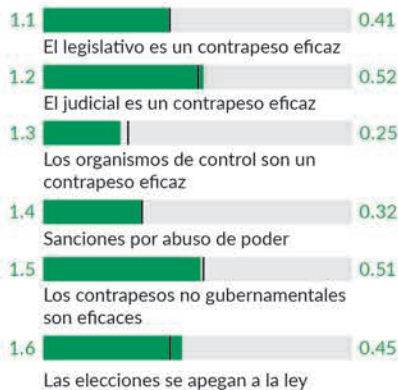 1.1 0.41
El legislativo es un contrapeso eficaz
1.2 0.52
El judicial es un contrapeso eficaz
1.3 0.25
Los organismos de control son un
contrapeso eficaz
1.4 0.32
Sanciones por abuso de poder
1.5 0.51
Los contrapesos no gubernamentales
son eficaces
1.6 0.45
Las elecciones se apegan a la ley